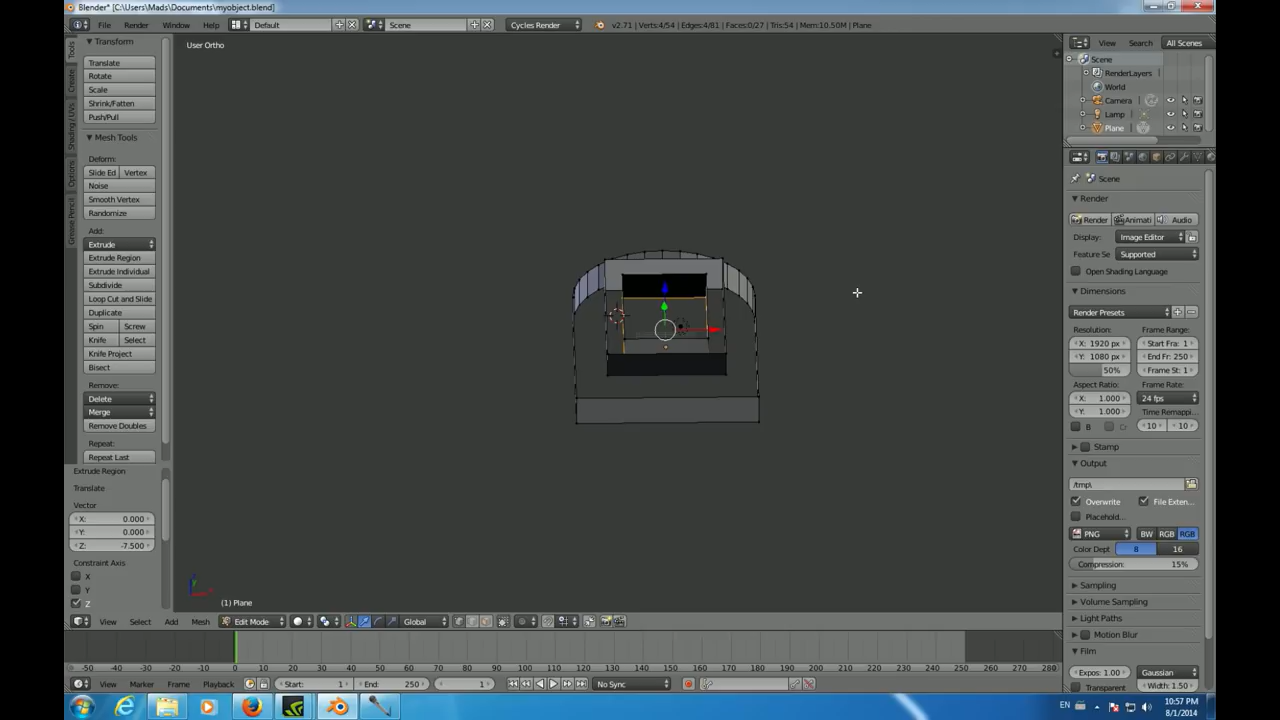 Blender* [C:\Users\Mads\Documents\myobject.blend]
File Render Window Help Default Scene Cycles Render v2.71 | Verts:4/54 | Edges:4/81 | Faces:0/27 | Tris:54 | Mem:10.50M | Plane
View Search All Scenes
Tools
Create
Shading / UVs
Options
Grease Pencil
Transform
Translate
Rotate
Scale
Shrink/Fatten
Push/Pull
Mesh Tools
Deform:
Slide Ed Vertex
Noise
Smooth Vertex
Randomize
Add:
Extrude
Extrude Region
Extrude Individual
Subdivide
Loop Cut and Slide
Duplicate
Spin Screw
Knife Select
Knife Project
Bisect
Remove:
Delete
Merge
Remove Doubles
Repeat:
Repeat Last
Extrude Region
Translate
Vector
X: 0.000
Y: 0.000
Z: -7.500
Constraint Axis
X
Y
Z
User Ortho
(1) Plane
View Select Add Mesh Edit Mode Global
Scene
RenderLayers
World
Camera
Lamp
Plane
Scene
Render
Render Animati Audio
Display: Image Editor
Feature Se Supported
Open Shading Language
Dimensions
Render Presets
Resolution: Frame Range:
X: 1920 px Start Fra: 1
Y: 1080 px End Fr: 250
50% Frame St: 1
Aspect Ratio: Frame Rate:
X: 1.000 24 fps
Y: 1.000 Time Remappi...
B Cr 10 10
Stamp
Output
/tmp\
Overwrite File Exten...
Placehold...
PNG BW RGB RGB
Color Dept 8 16
Compression: 15%
Sampling
Volume Sampling
Light Paths
Motion Blur
Film
Expos: 1.00 Gaussian
Transparent Width: 1.50
-50 -40 -30 -20 -10 0 10 20 30 40 50 60 70 80 90 100 110 120 130 140 150 160 170 180 190 200 210 220 230 240 250 260 270 280
View Marker Frame Playback Start: 1 End: 250 1 No Sync
EN 10:57 PM
8/1/2014